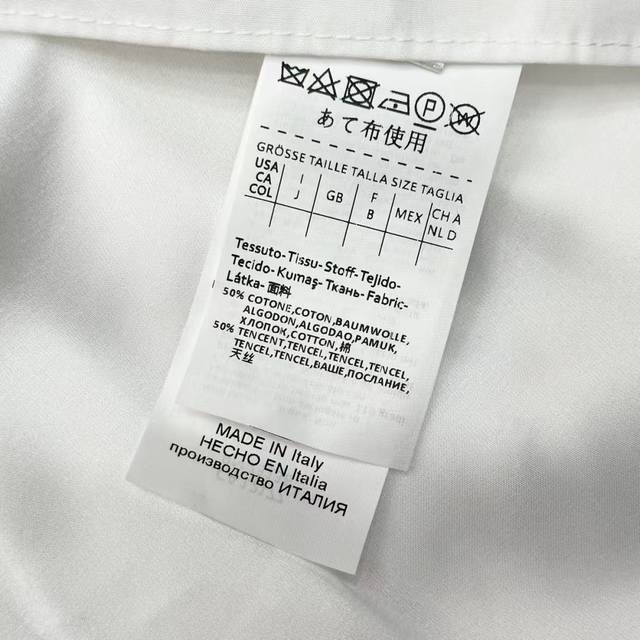 P W
あて布使用
GRÖSSE TAILLE TALLA SIZE TAGLIA
USA CA COL
I J
GB
F B
MEX
CH A NL D
Tessuto-Tissu-Stoff-Tejido-
Tecido-Kumaş-Ткань-Fabric-
Látka-面料
50% COTONE,COTON,BAUMWOLLE,
ALGODON,ALGODAO,PAMUK,
ХЛОПОК,COTTON,棉
50% TENCENT,TENCEL,TENCEL,TENCEL,
TENCEL,TENCEL,ВАШЕ,ПОСЛАНИЕ,
天丝
MADE IN Italy
HECHO EN Italia
производство ИТАЛИЯ